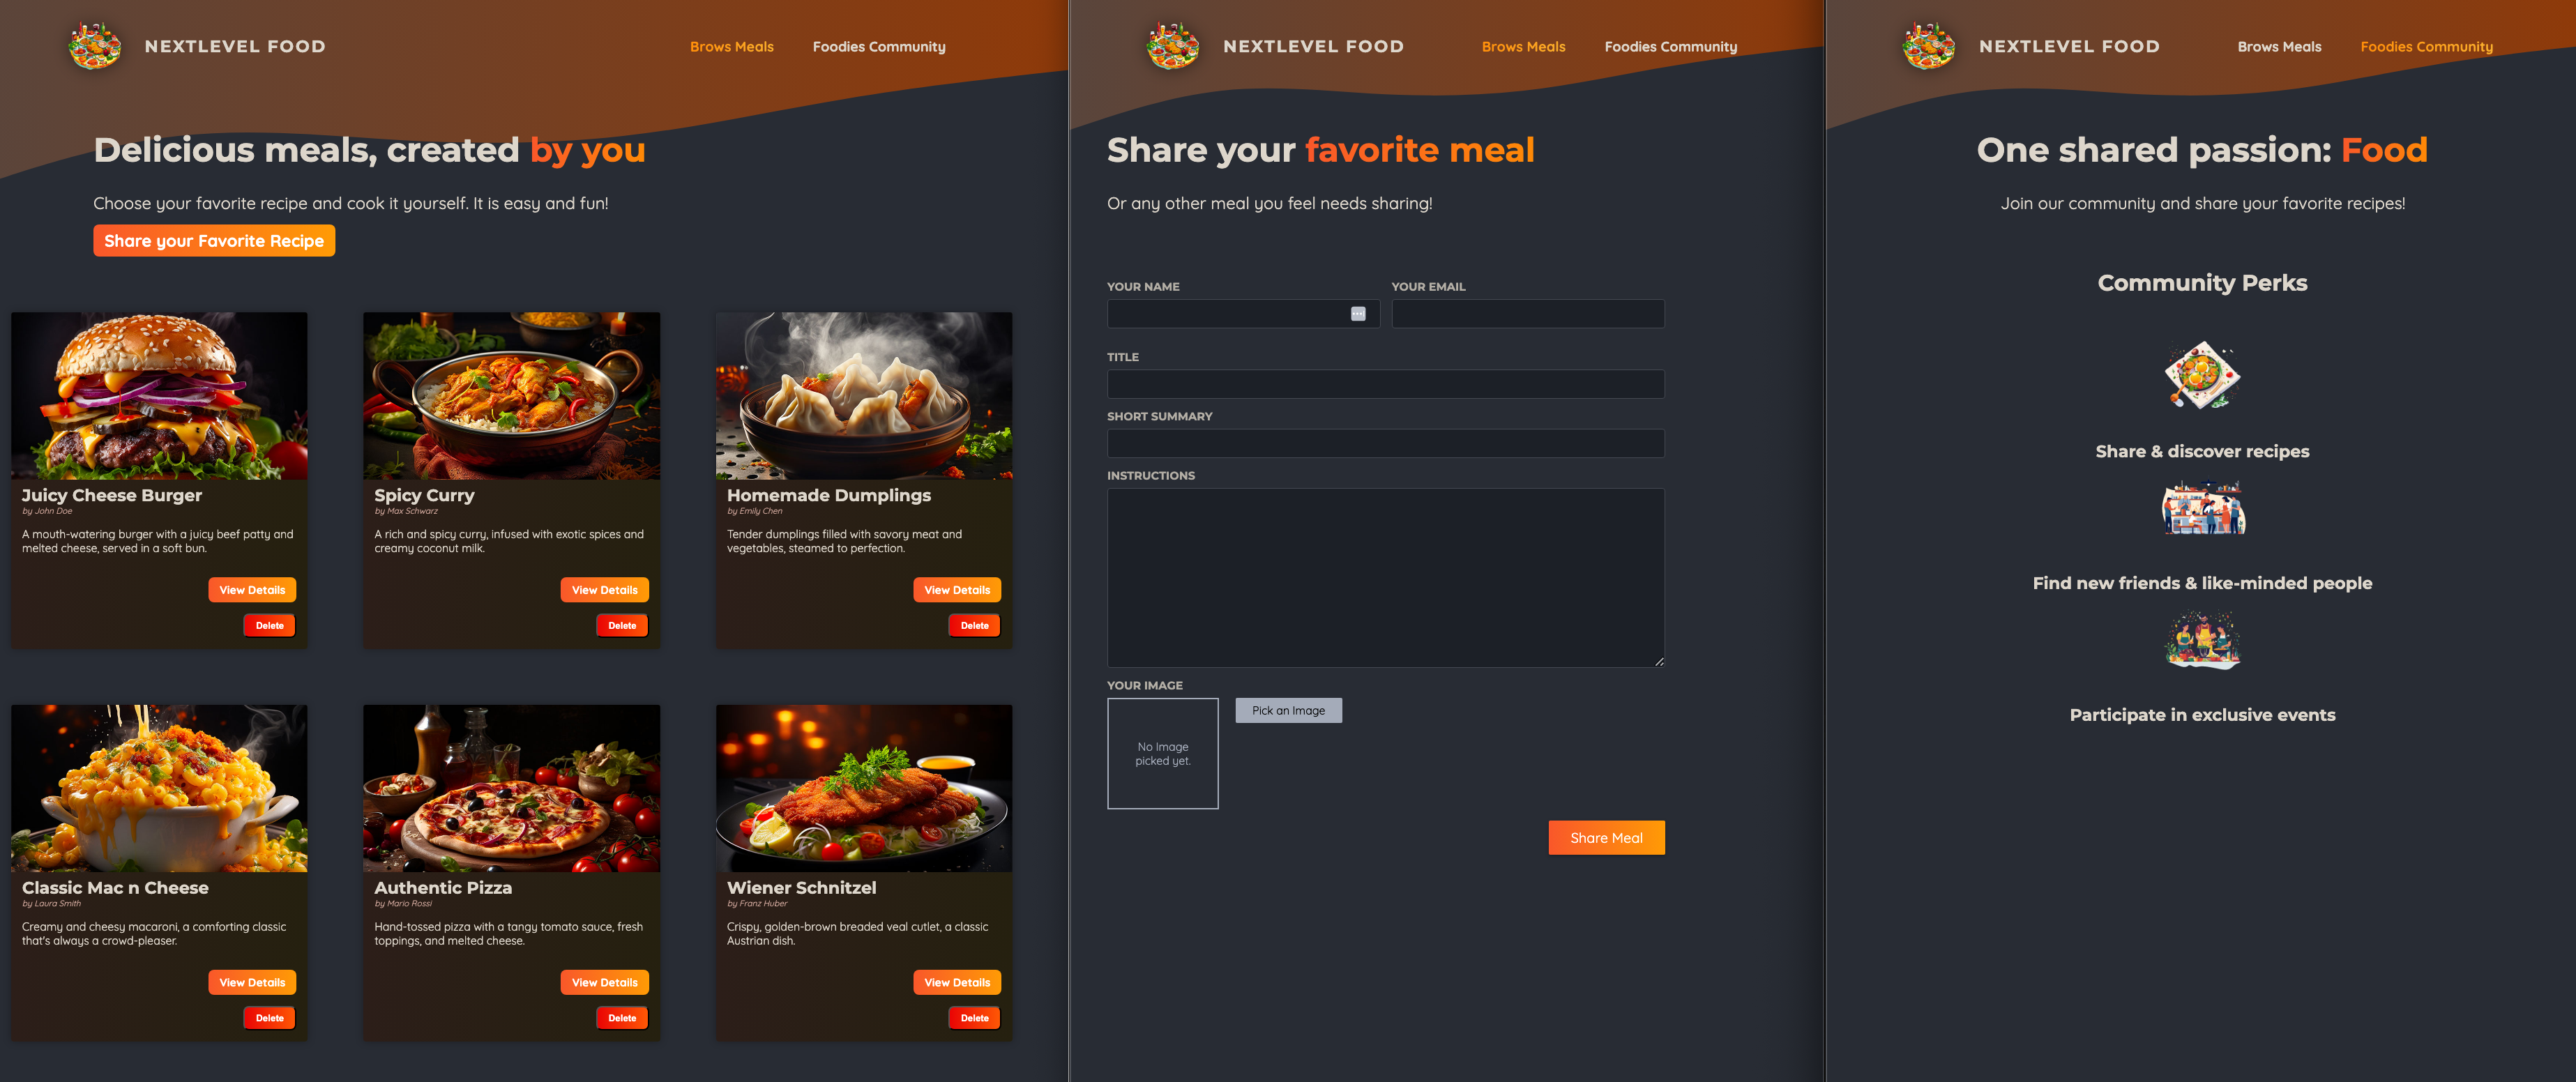 NEXTLEVEL FOOD
Brows Meals
Foodies Community
Delicious meals, created by you
Choose your favorite recipe and cook it yourself. It is easy and fun!
Share your Favorite Recipe
Juicy Cheese Burger
by John Doe
A mouth-watering burger with a juicy beef patty and
melted cheese, served in a soft bun.
View Details
Delete
Spicy Curry
by Max Schwarz
A rich and spicy curry, infused with exotic spices and
creamy coconut milk.
View Details
Delete
Homemade Dumplings
by Emily Chen
Tender dumplings filled with savory meat and
vegetables, steamed to perfection.
View Details
Delete
Classic Mac n Cheese
by Laura Smith
Creamy and cheesy macaroni, a comforting classic
that's always a crowd-pleaser.
View Details
Delete
Authentic Pizza
by Mario Rossi
Hand-tossed pizza with a tangy tomato sauce, fresh
toppings, and melted cheese.
View Details
Delete
Wiener Schnitzel
by Franz Huber
Crispy, golden-brown breaded veal cutlet, a classic
Austrian dish.
View Details
Delete
NEXTLEVEL FOOD
Brows Meals
Foodies Community
Share your favorite meal
Or any other meal you feel needs sharing!
YOUR NAME
YOUR EMAIL
TITLE
SHORT SUMMARY
INSTRUCTIONS
YOUR IMAGE
No Image
picked yet.
Pick an Image
Share Meal
NEXTLEVEL FOOD
Brows Meals
Foodies Community
One shared passion: Food
Join our community and share your favorite recipes!
Community Perks
Share & discover recipes
Find new friends & like-minded people
Participate in exclusive events